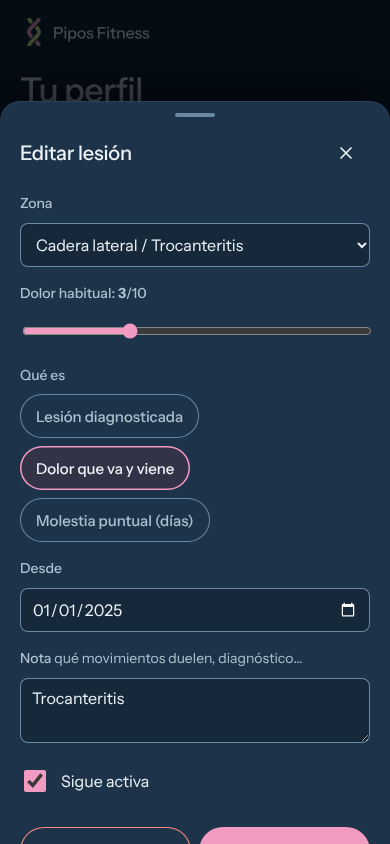 Pipos Fitness
Tu perfil
Editar lesión
Zona
Cadera lateral / Trocanteritis
Dolor habitual: 3/10
Qué es
Lesión diagnosticada
Dolor que va y viene
Molestia puntual (días)
Desde
01/01/2025
Nota qué movimientos duelen, diagnóstico...
Trocanteritis
Sigue activa